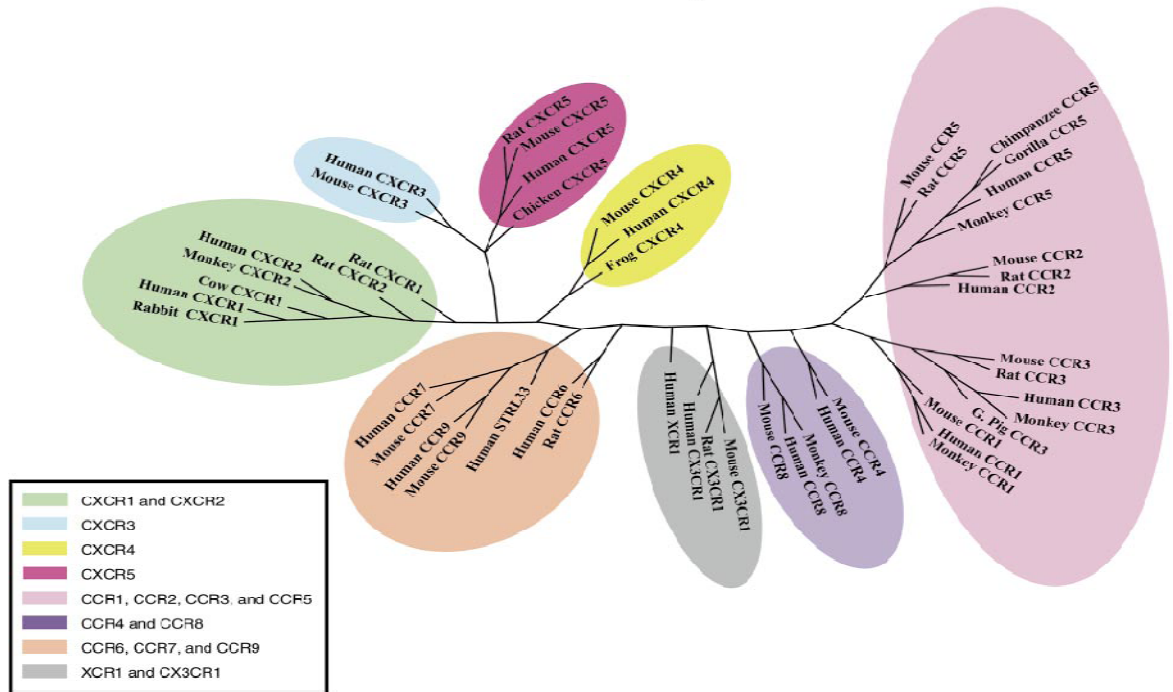 Rat CXCR5
Mouse CXCR5
Human CXCR5
Chicken CXCR5
Human CXCR3
Mouse CXCR3
Mouse CXCR4
Human CXCR4
Frog CXCR4
Human CXCR2
Monkey CXCR2
Cow CXCR1
Human CXCR1
Rabbit CXCR1
Rat CXCR1
Rat CXCR2
Mouse CCR5
Rat CCR5
Chimpanzee CCR5
Gorilla CCR5
Human CCR5
Monkey CCR5
Mouse CCR2
Rat CCR2
Human CCR2
Mouse CCR3
Rat CCR3
Human CCR3
Monkey CCR3
G. Pig CCR3
Mouse CCR1
Human CCR1
Monkey CCR1
Human CCR7
Mouse CCR7
Human CCR9
Mouse CCR9
Human STRL33
Human CCR6
Rat CCR6
Human XCR1
Human CX3CR1
Rat CX3CR1
Mouse CX3CR1
Mouse CCR8
Human CCR8
Monkey CCR8
Human CCR4
Mouse CCR4
CXCR1 and CXCR2
CXCR3
CXCR4
CXCR5
CCR1, CCR2, CCR3, and CCR5
CCR4 and CCR8
CCR6, CCR7, and CCR9
XCR1 and CX3CR1